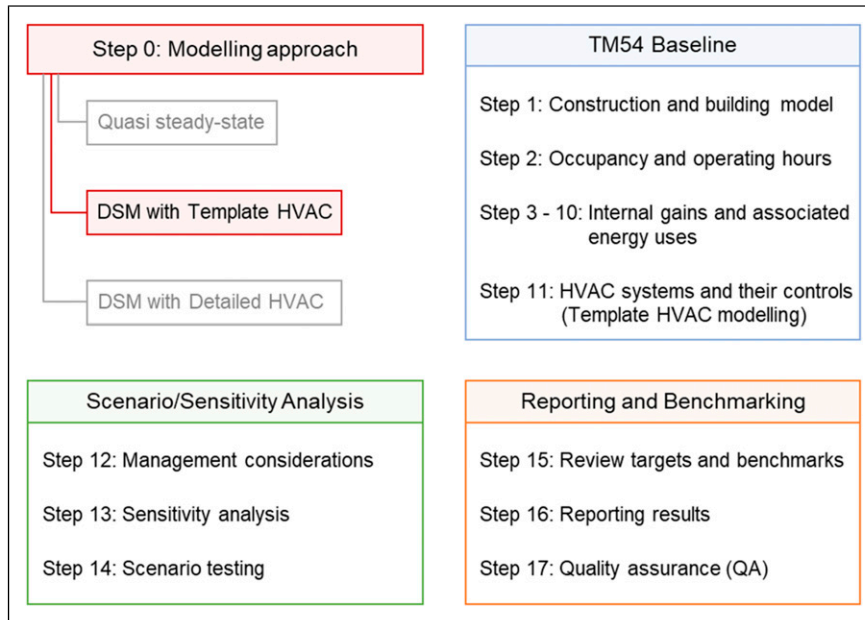 Step 0: Modelling approach
Quasi steady-state
DSM with Template HVAC
DSM with Detailed HVAC
TM54 Baseline
Step 1: Construction and building model
Step 2: Occupancy and operating hours
Step 3 - 10: Internal gains and associated
energy uses
Step 11: HVAC systems and their controls
(Template HVAC modelling)
Scenario/Sensitivity Analysis
Step 12: Management considerations
Step 13: Sensitivity analysis
Step 14: Scenario testing
Reporting and Benchmarking
Step 15: Review targets and benchmarks
Step 16: Reporting results
Step 17: Quality assurance (QA)